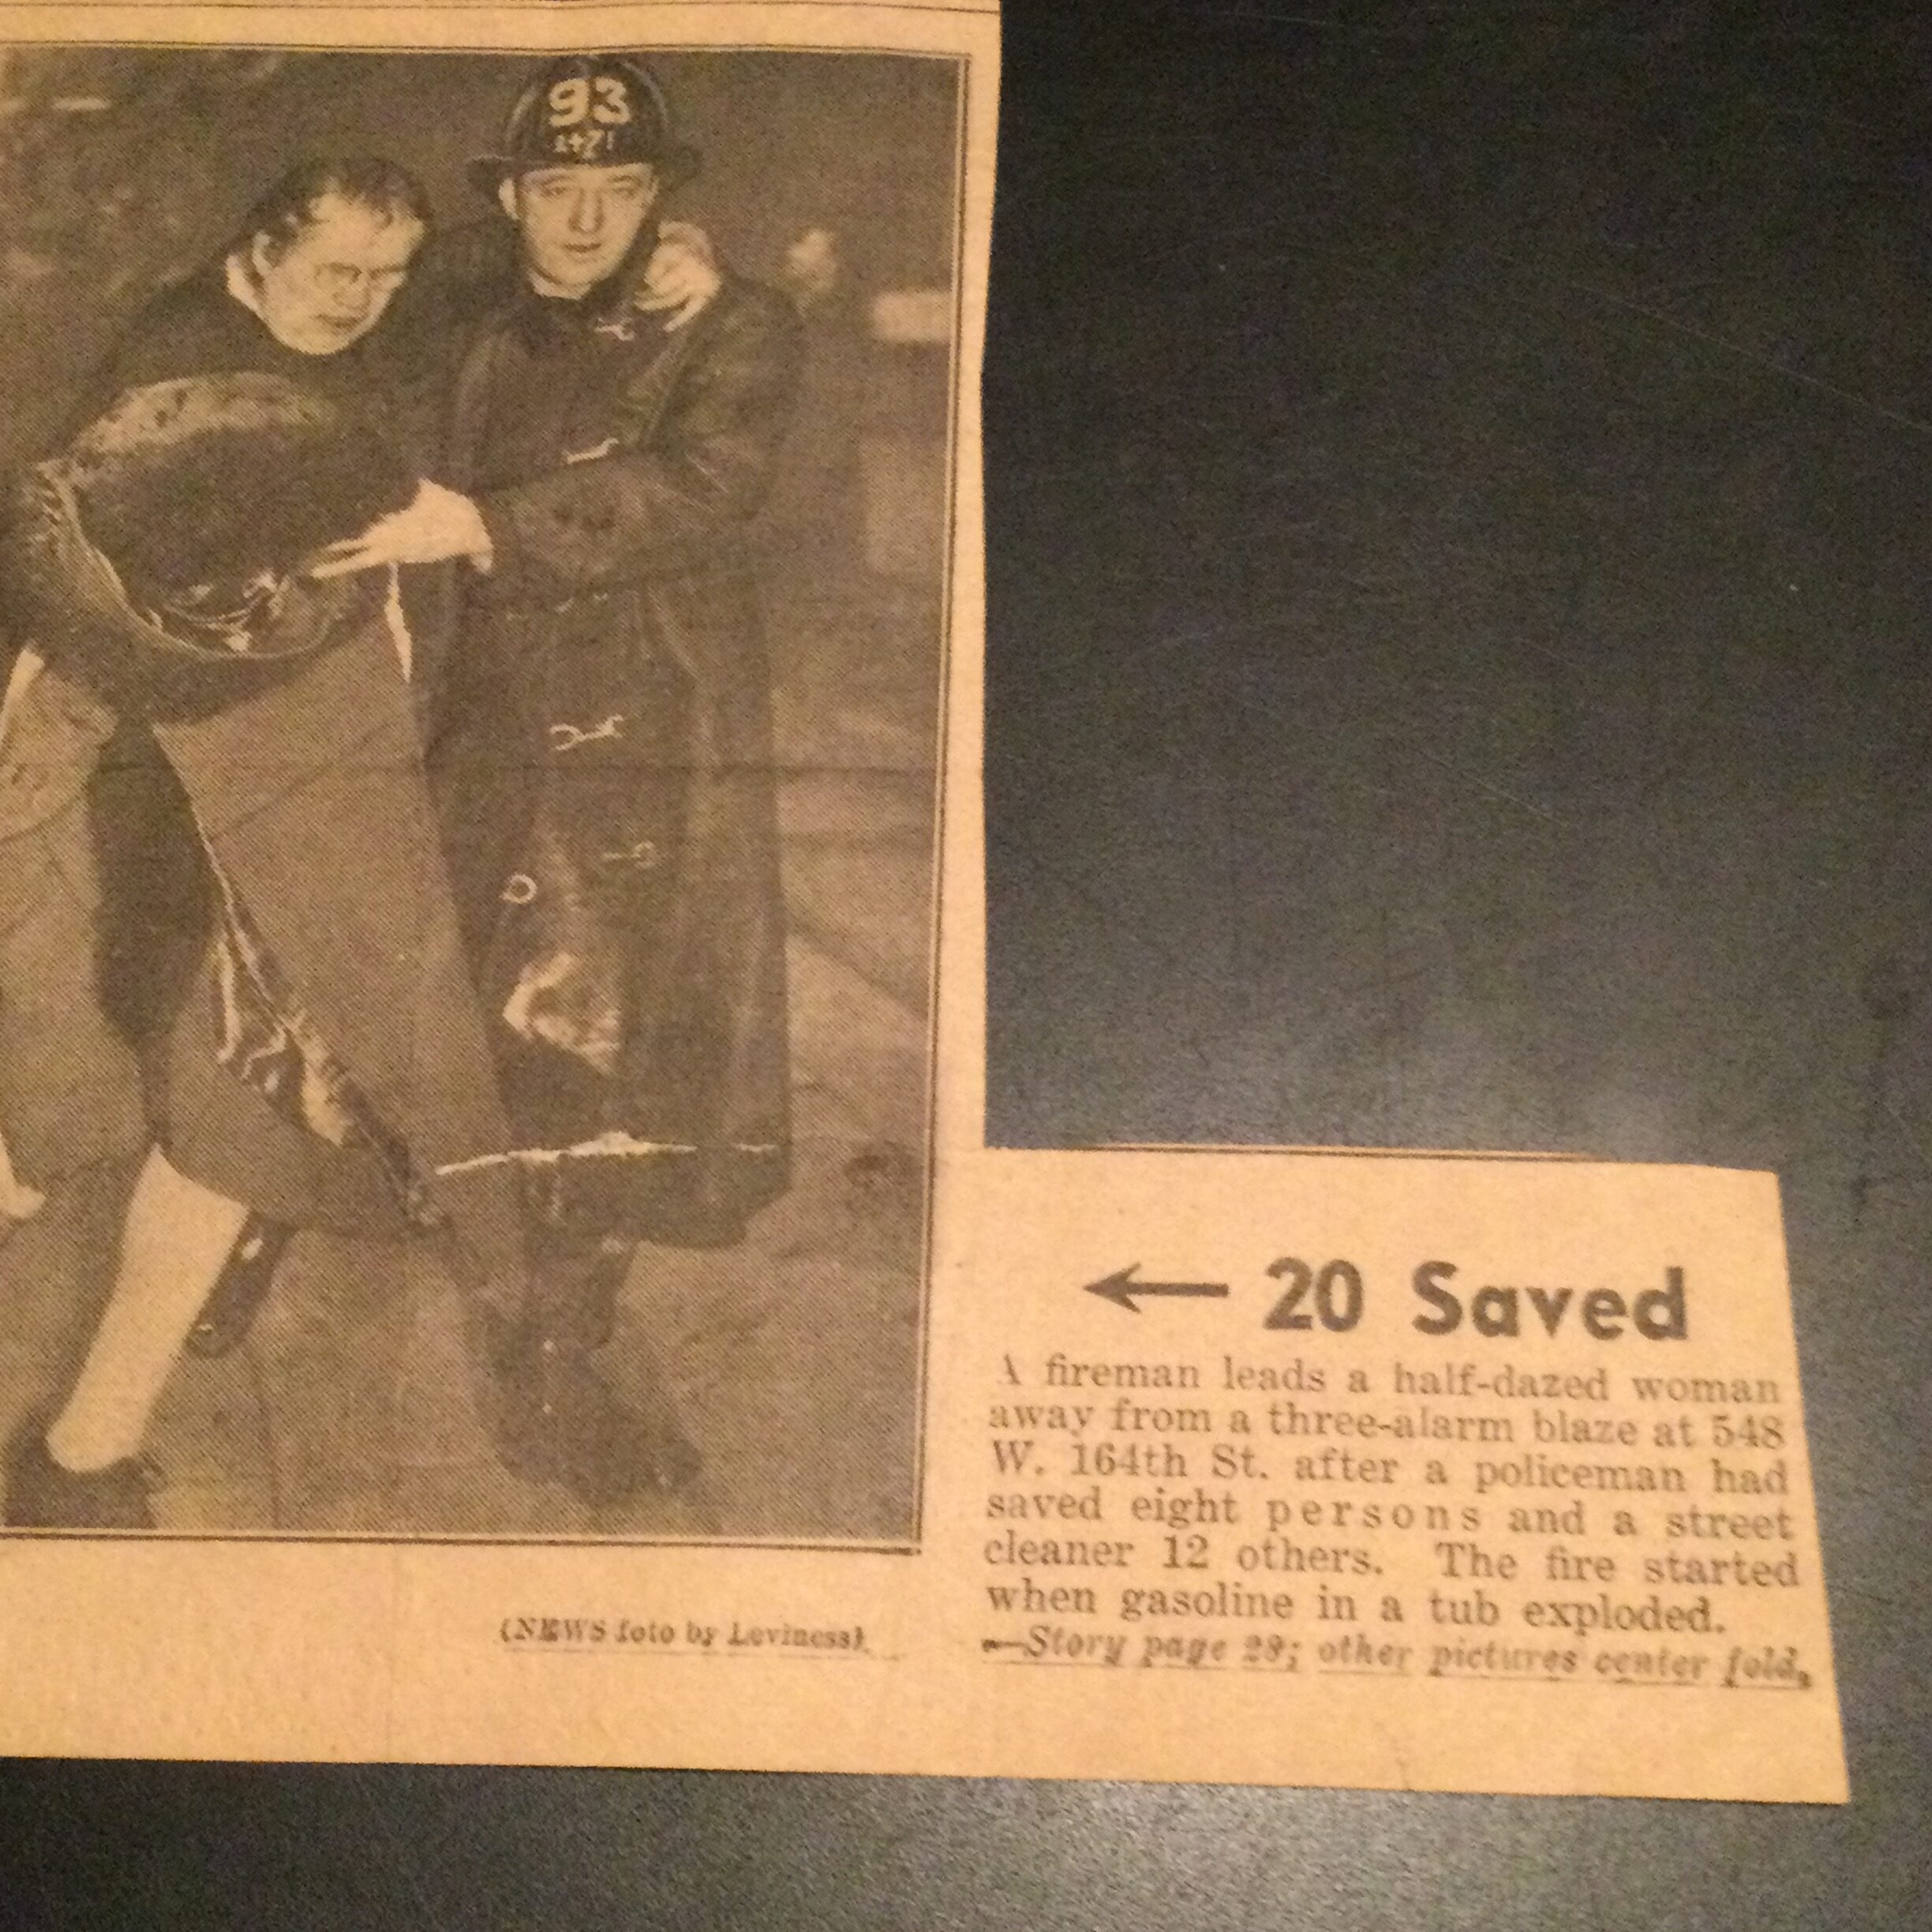 93
← 20 Saved
A fireman leads a half-dazed woman
away from a three-alarm blaze at 548
W. 164th St. after a policeman had
saved eight persons and a street
cleaner 12 others. The fire started
when gasoline in a tub exploded.
—Story page 28; other pictures center fold.
(NEWS foto by Leviness)